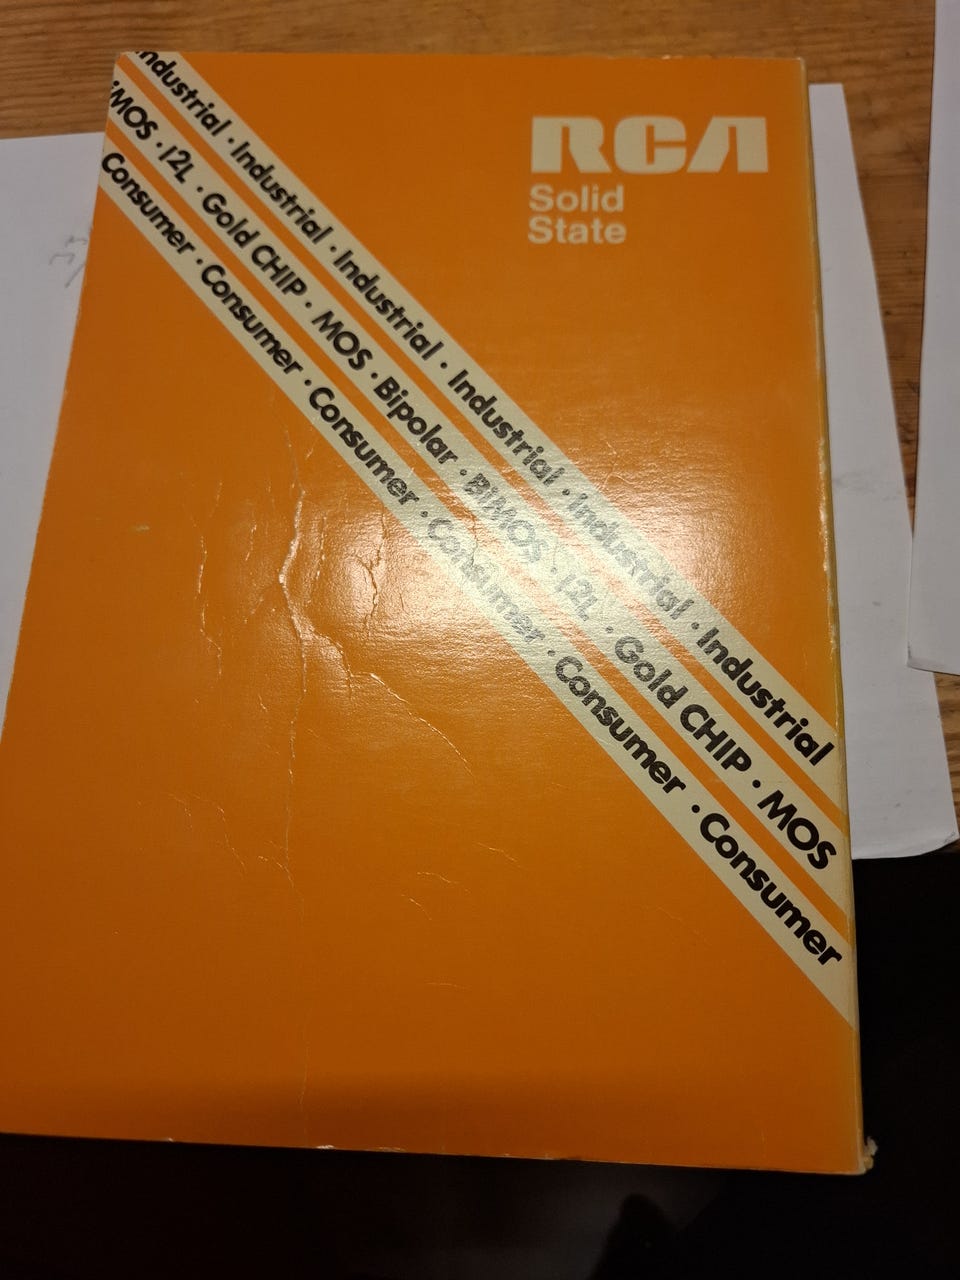 RCA
Solid
State
Industrial · Industrial · Industrial · Industrial · Industrial · Industrial
BiMOS · I2L · Gold CHIP · MOS · Bipolar · BiMOS · I2L · Gold CHIP · MOS
Consumer · Consumer · Consumer · Consumer · Consumer · Consumer